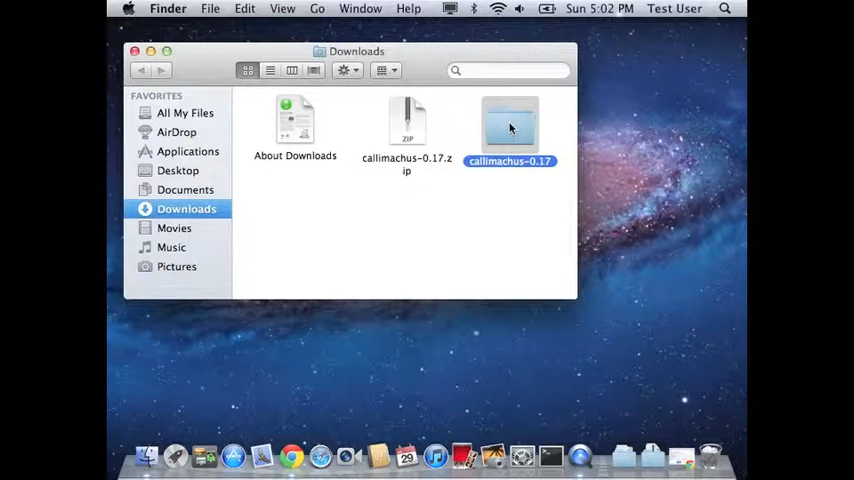 Finder File Edit View Go Window Help Sun 5:02 PM Test User
Downloads
FAVORITES
All My Files
AirDrop
Applications
Desktop
Documents
Downloads
Movies
Music
Pictures
About Downloads
ZIP
callimachus-0.17.z
ip
callimachus-0.17
29